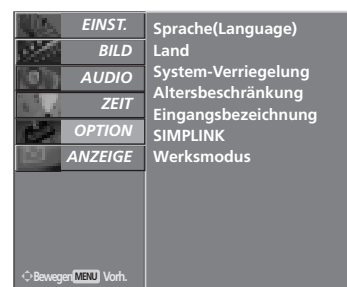 EINST.
BILD
AUDIO
ZEIT
OPTION
ANZEIGE
Sprache(Language)
Land
System-Verriegelung
Altersbeschränkung
Eingangsbezeichnung
SIMPLINK
Werksmodus
Bewegen MENU Vorh.